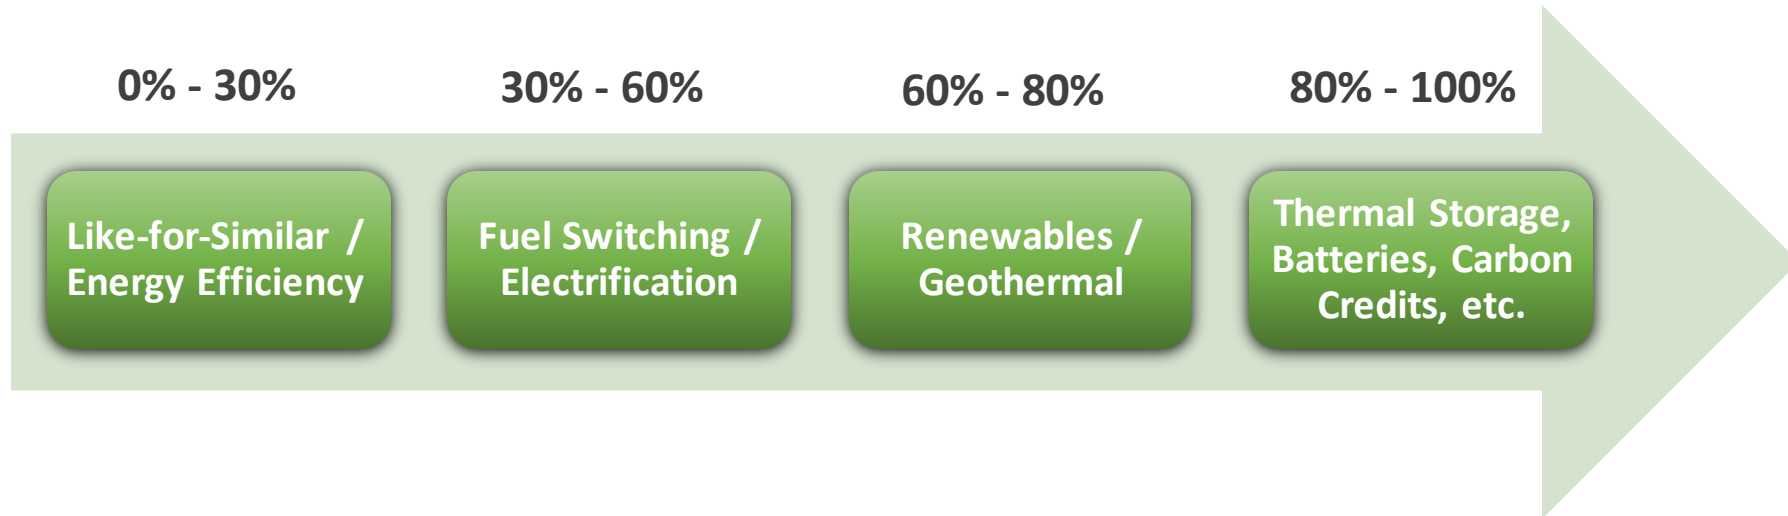 0% - 30%
30% - 60%
60% - 80%
80% - 100%
Like-for-Similar /
Energy Efficiency
Fuel Switching /
Electrification
Renewables /
Geothermal
Thermal Storage,
Batteries, Carbon
Credits, etc.